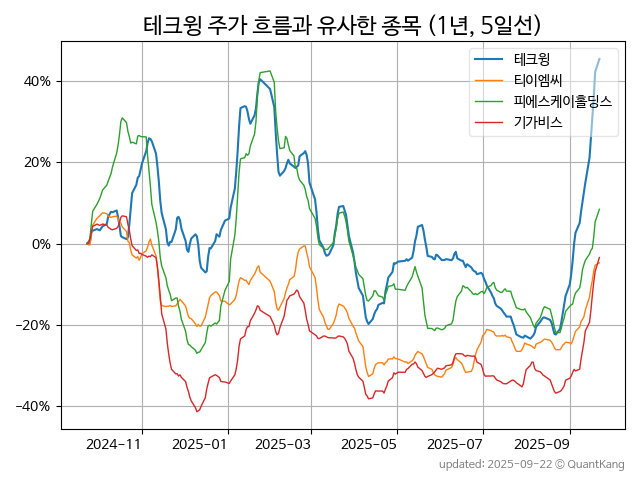 테크윙 주가 흐름과 유사한 종목 (1년, 5일선)
테크윙
티이엠씨
피에스케이홀딩스
기가비스
40%
20%
0%
−20%
−40%
2024-11 2025-01 2025-03 2025-05 2025-07 2025-09
updated: 2025-09-22 © QuantKang